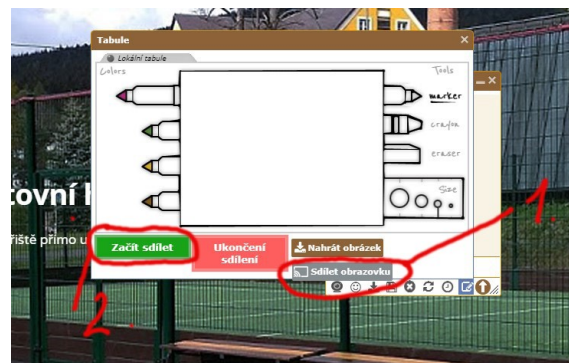 Tabule
Lokální tabule
Colors
Tools
marker
crayon
eraser
Size
tovní h
řiště přímo u
Začít sdílet
Ukončení
sdílení
Nahrát obrázek
Sdílet obrazovku
1.
2.